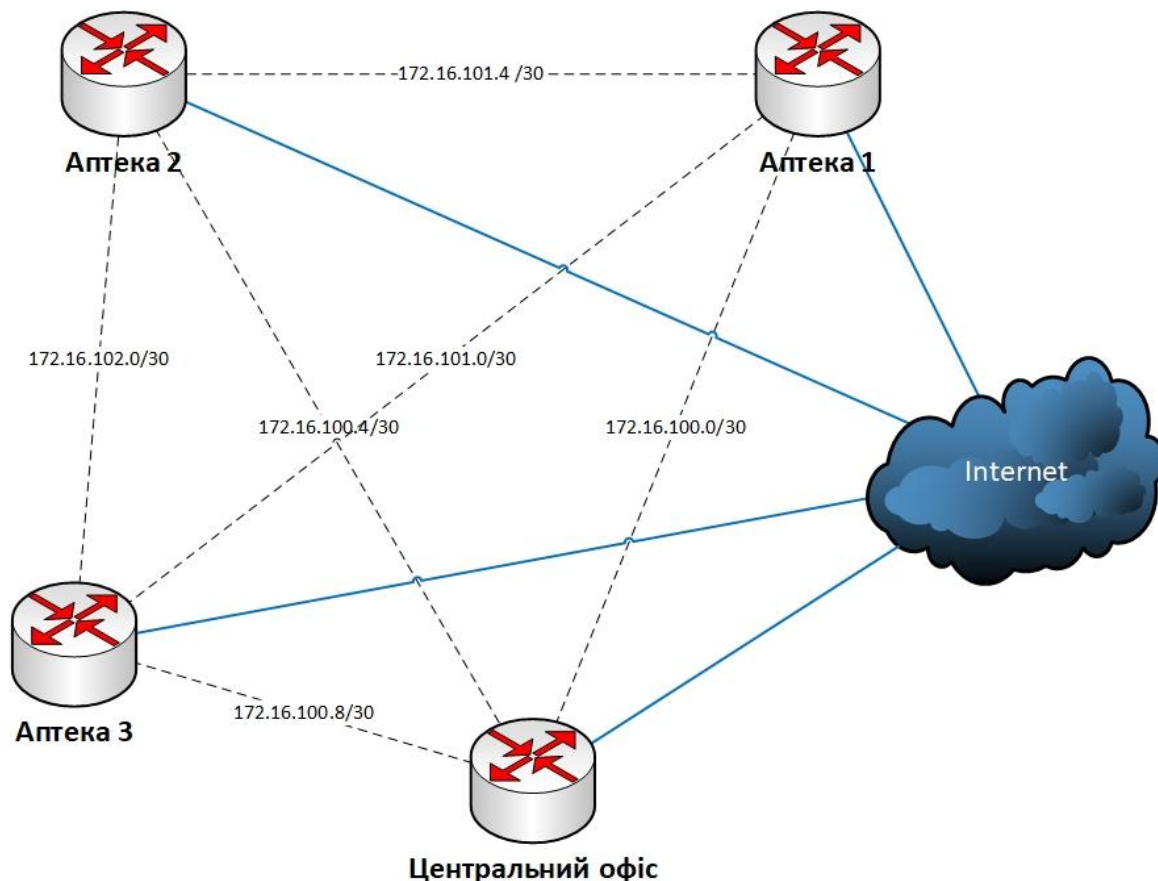 172.16.101.4 /30
Аптека 2
Аптека 1
172.16.102.0/30
172.16.101.0/30
172.16.100.4/30
172.16.100.0/30
Internet
172.16.100.8/30
Аптека 3
Центральний офіс